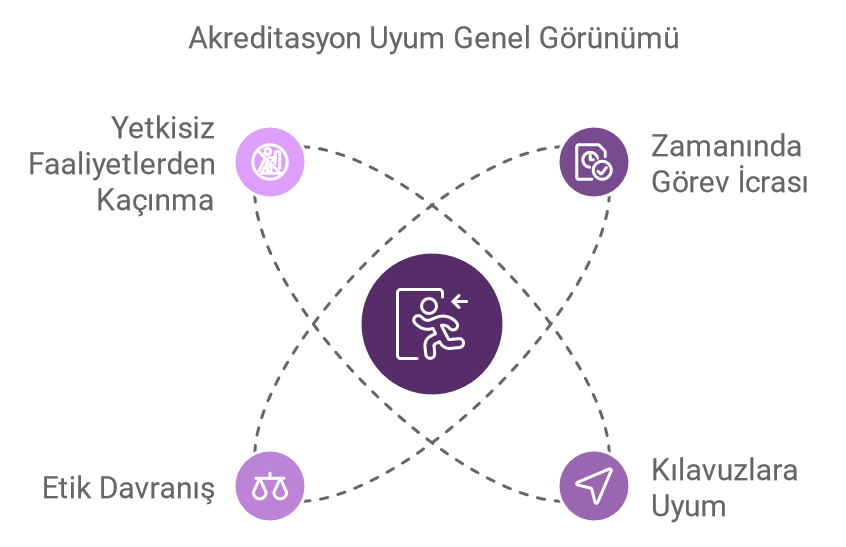 Akreditasyon Uyum Genel Görünümü
Yetkisiz
Faaliyetlerden
Kaçınma
Zamanında
Görev İcrası
Etik Davranış
Kılavuzlara
Uyum